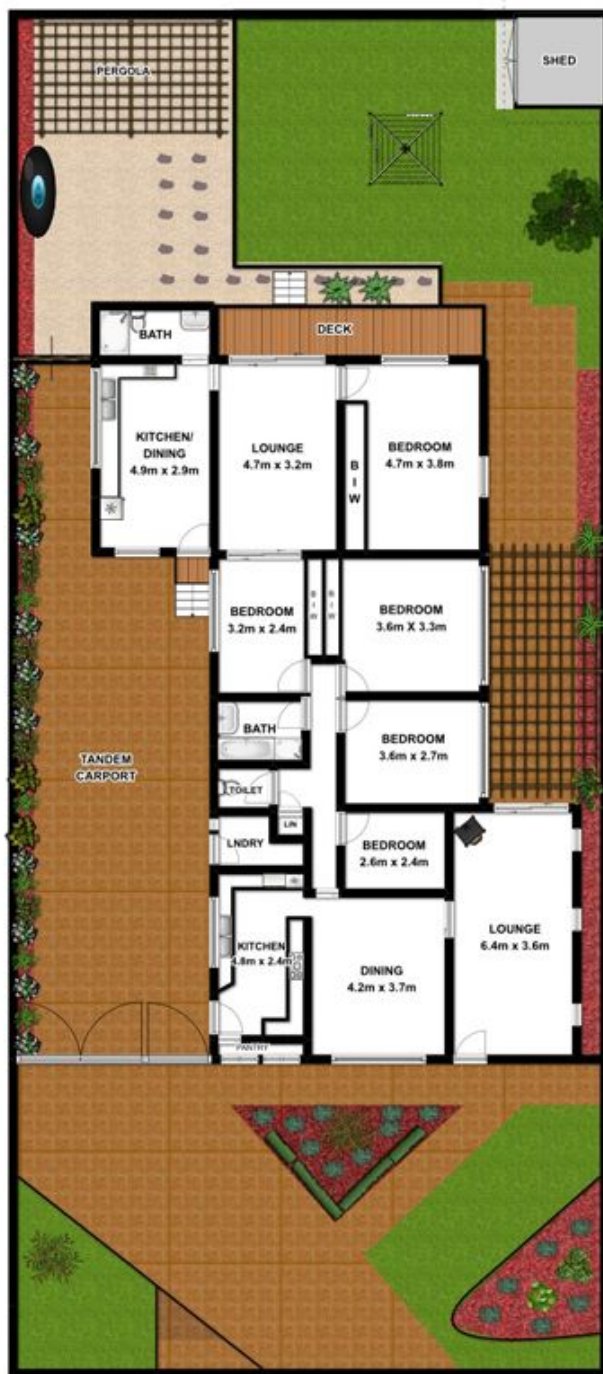 PERGOLA
SHED
BATH
DECK
KITCHEN/
DINING
4.9m x 2.9m
LOUNGE
4.7m x 3.2m
B
I
W
BEDROOM
4.7m x 3.8m
BEDROOM
3.2m x 2.4m
B
I
W
B
I
W
BEDROOM
3.6m X 3.3m
BATH
BEDROOM
3.6m x 2.7m
TANDEM
CARPORT
TOILET
LIN
LNDRY
BEDROOM
2.6m x 2.4m
KITCHEN
4.8m x 2.4m
DINING
4.2m x 3.7m
LOUNGE
6.4m x 3.6m
PANTRY